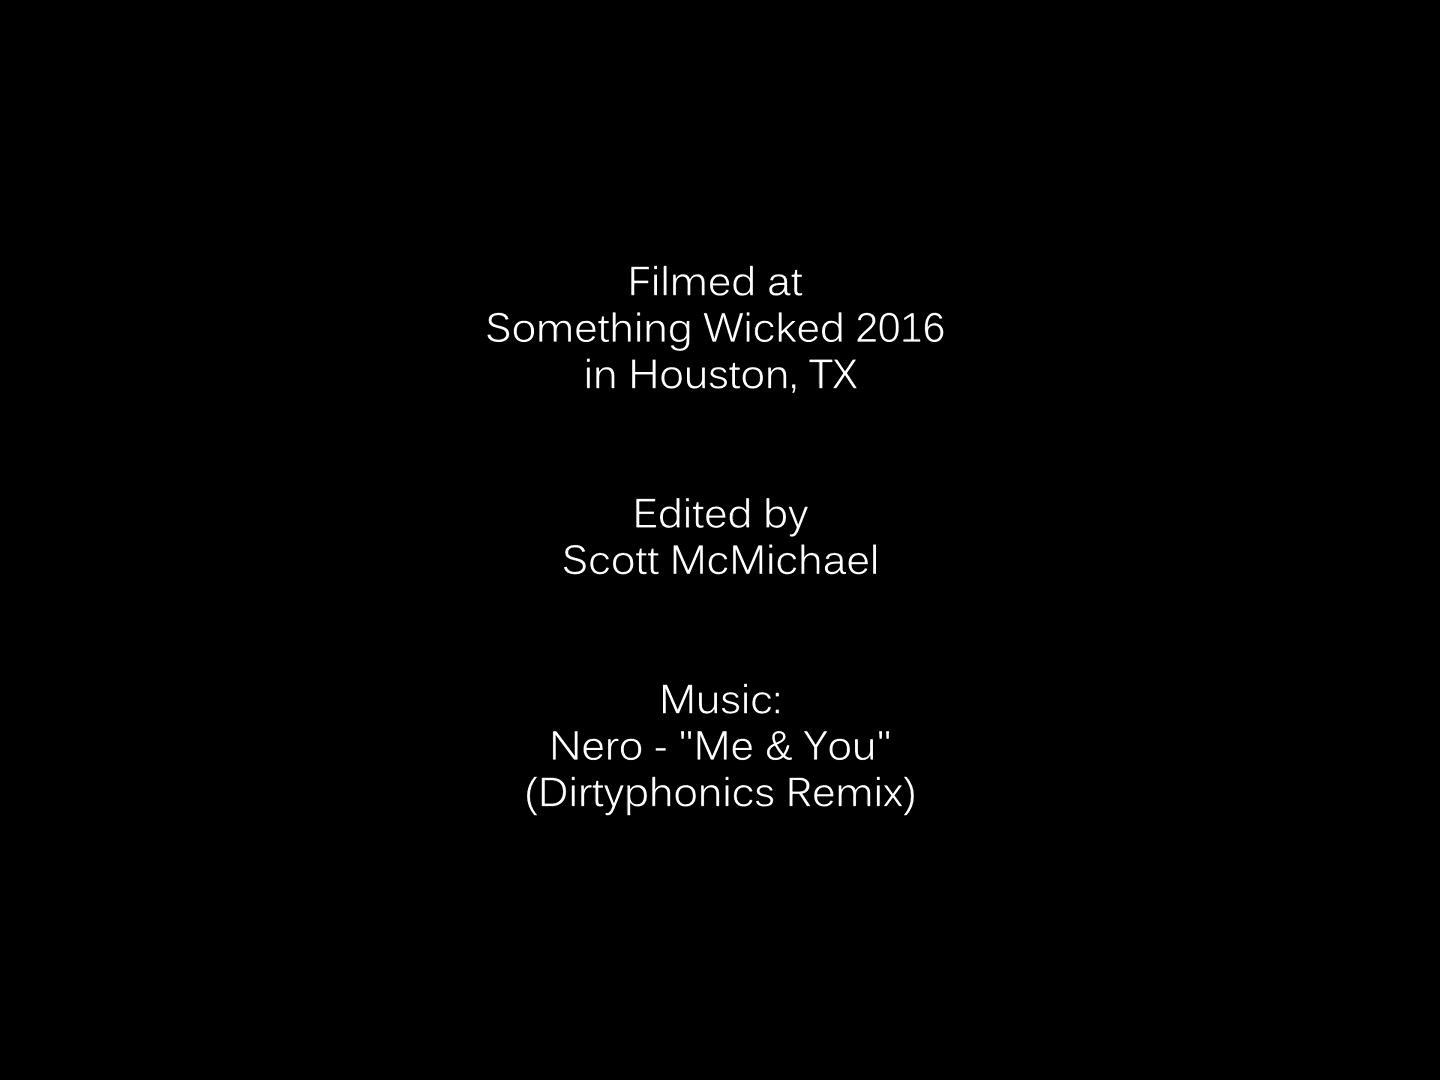 Filmed at
Something Wicked 2016
in Houston, TX
Edited by
Scott McMichael
Music:
Nero - "Me & You"
(Dirtyphonics Remix)